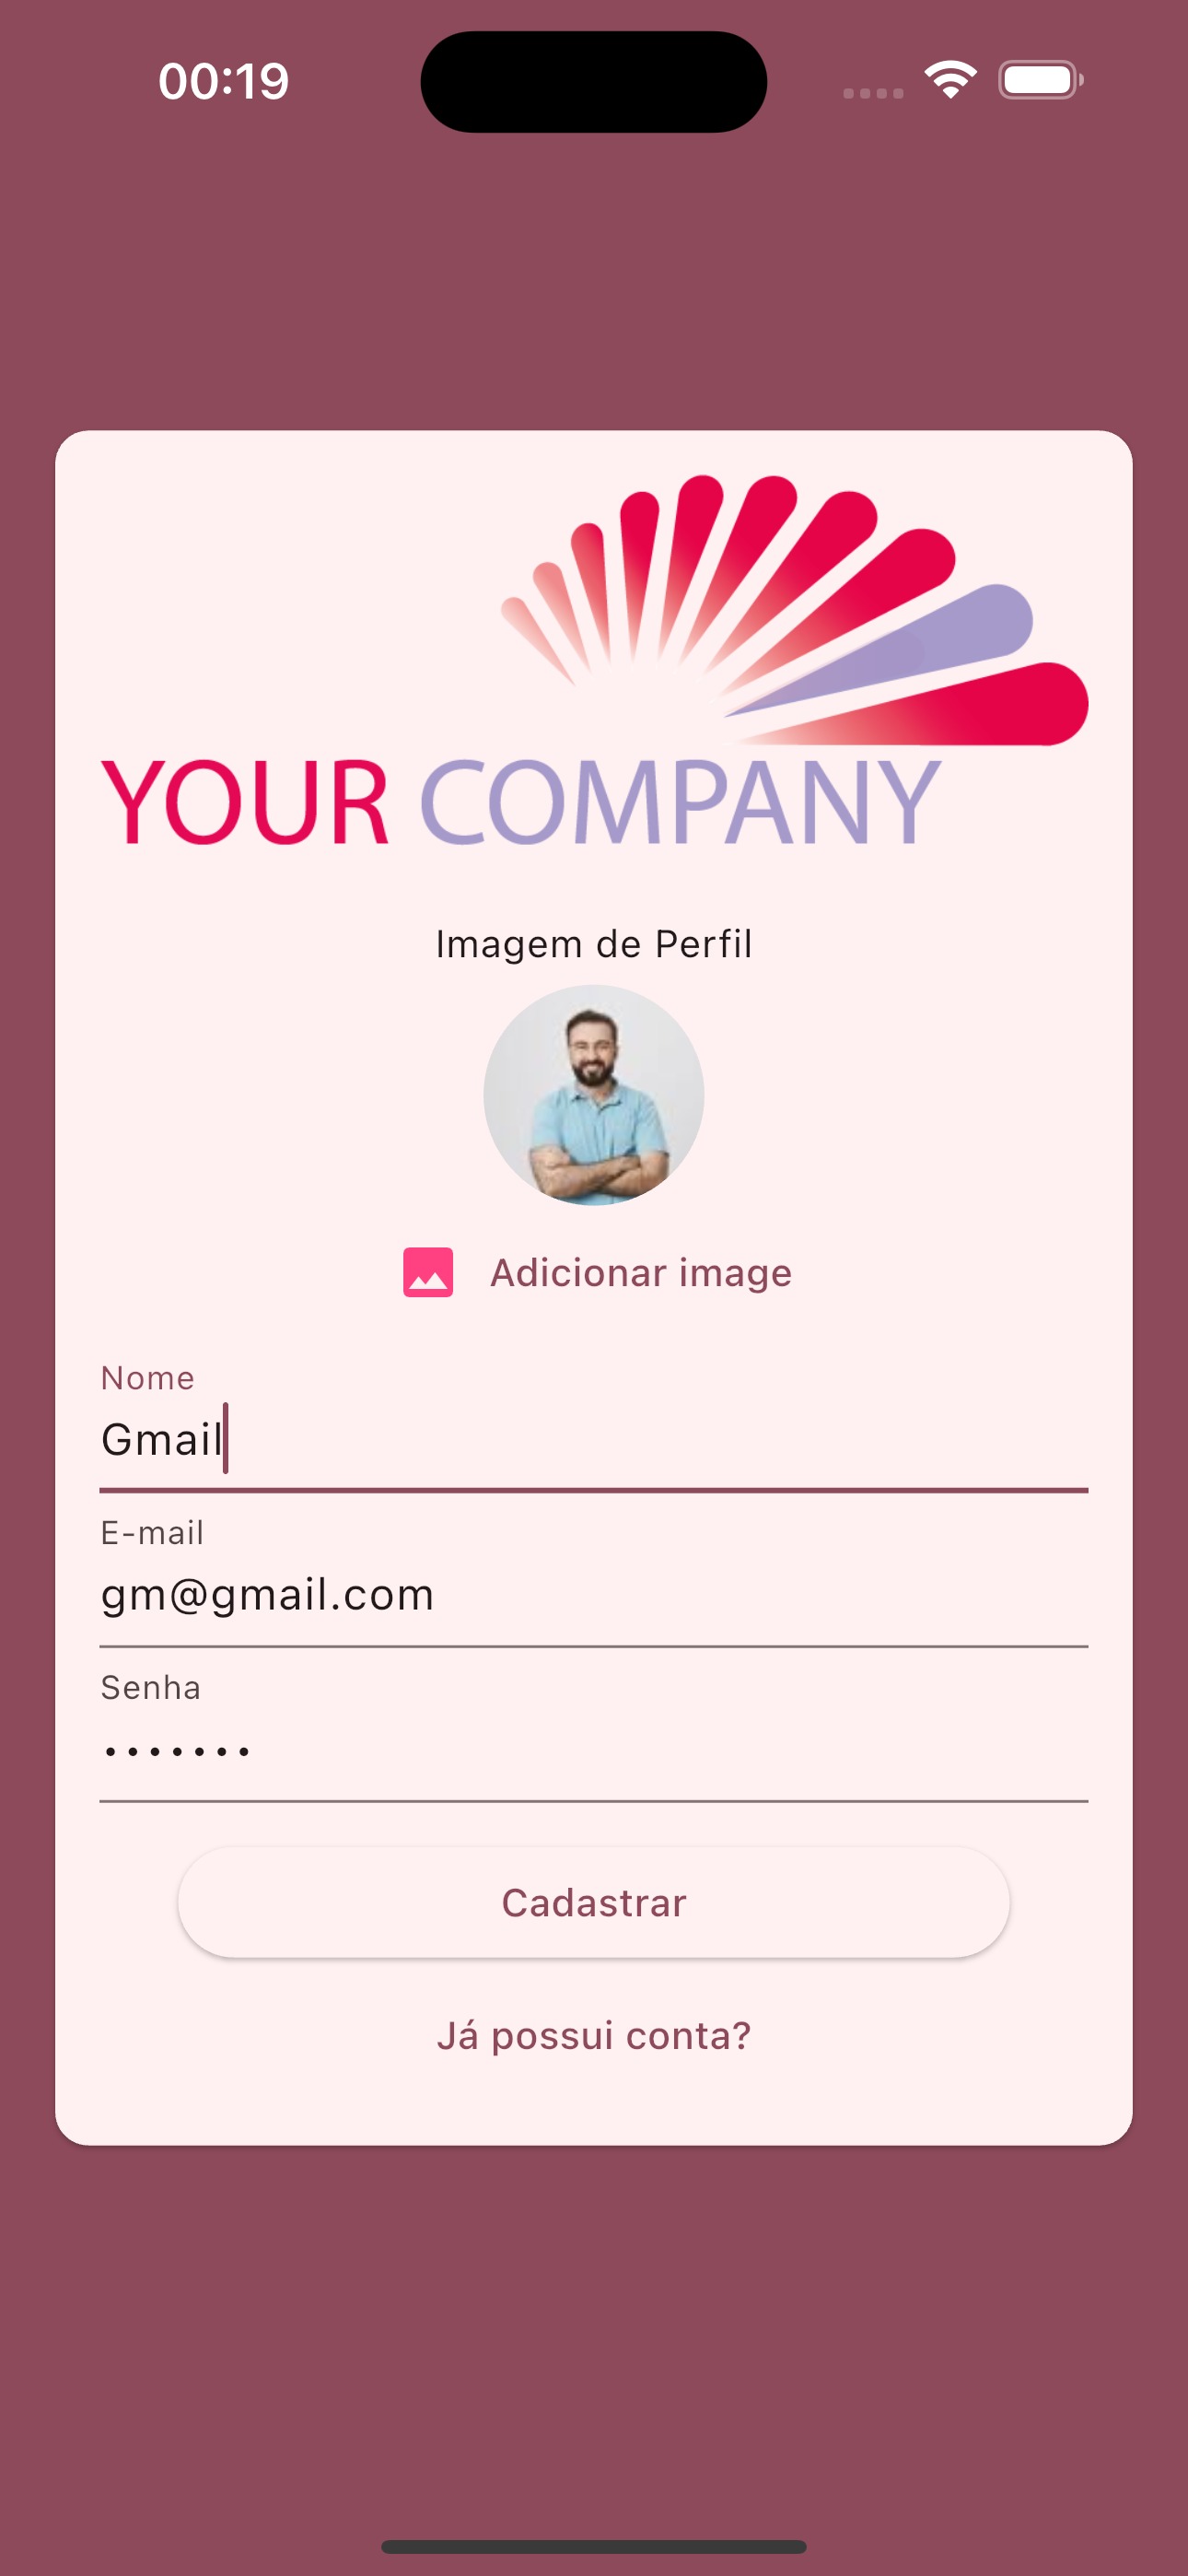 00:19
YOUR COMPANY
Imagem de Perfil
Adicionar image
Nome
Gmail
E-mail
gm@gmail.com
Senha
•••••••
Cadastrar
Já possui conta?